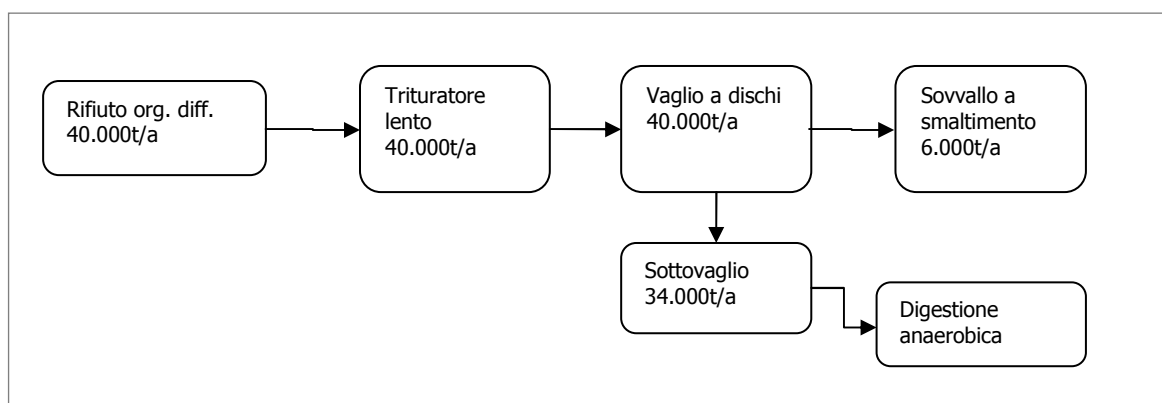 Rifiuto org. diff.
40.000t/a
Trituratore
lento
40.000t/a
Vaglio a dischi
40.000t/a
Sovvallo a
smaltimento
6.000t/a
Sottovaglio
34.000t/a
Digestione
anaerobica